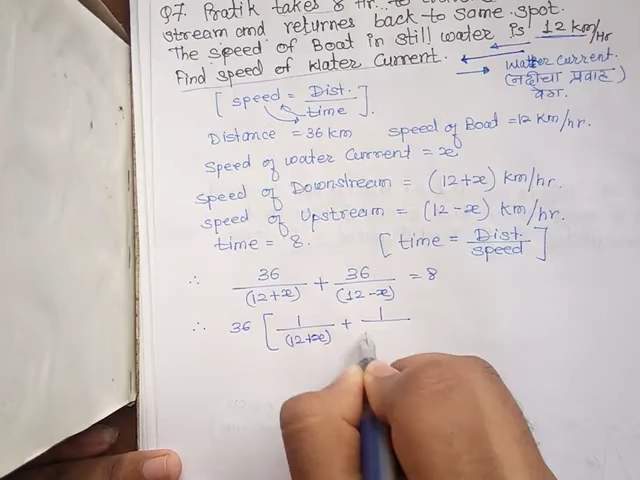 Q7. Pratik takes 8 Hr. to
stream and returnes back to same spot.
The speed of Boat in still water is 12 km/Hr
Find speed of Water Current.
water current.
(नदीचा प्रवाह)
वेग.
[speed = Dist. / time].
Distance = 36 km speed of Boat = 12 km/hr.
Speed of water Current = x
Speed of Downstream = (12+x) km/hr.
speed of Upstream = (12-x) km/hr.
time = 8. [time = Dist. / speed]
∴ 36/(12+x) + 36/(12-x) = 8
∴ 36 [ 1/(12+x) + 1